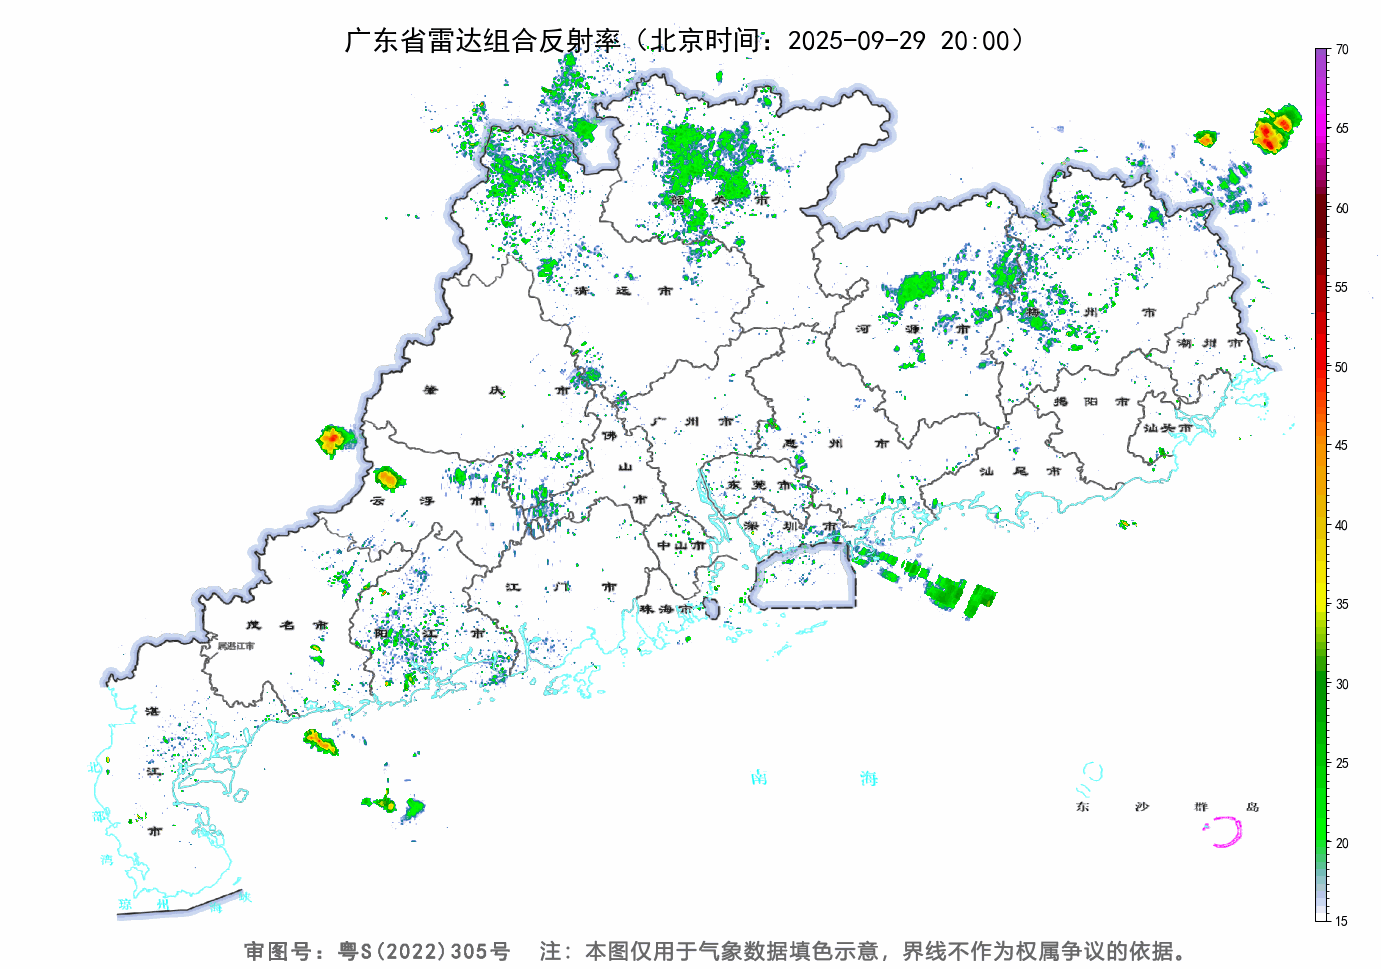 广东省雷达组合反射率（北京时间：2025-09-29 20:00）
70
65
60
55
50
45
40
35
30
25
20
15
韶 关 市
清 远 市
河 源 市
梅 州 市
潮 州 市
肇 庆 市
广 州 市
揭 阳 市
汕头市
佛 山 市
惠 州 市
汕 尾 市
云 浮 市
东 莞 市
深 圳 市
中山市
江 门 市
珠海市
茂 名 市
阳 江 市
属湛江市
湛 江 市
北 部 湾
南 海
东 沙 群 岛
琼 州 海 峡
审图号：粤S(2022)305号 注：本图仅用于气象数据填色示意，界线不作为权属争议的依据。